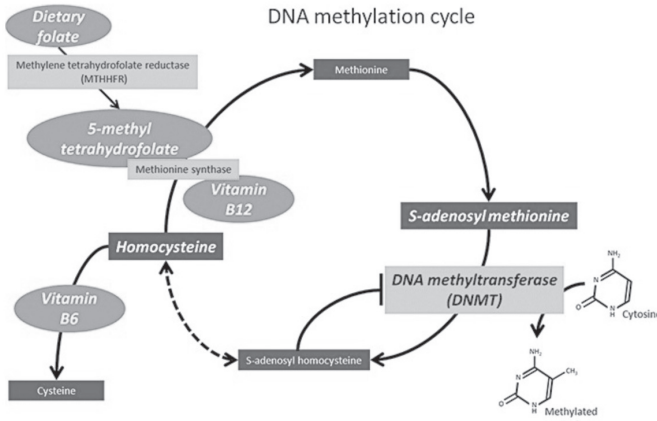 DNA methylation cycle
Dietary
folate
Methylene tetrahydrofolate reductase
(MTHHFR)
Methionine
5-methyl
tetrahydrofolate
Methionine synthase
Vitamin
B12
S-adenosyl methionine
Homocysteine
DNA methyltransferase
(DNMT)
NH₂
N
O
N
H
Cytosine
Vitamin
B6
S-adenosyl homocysteine
NH₂
CH₃
N
O
N
H
Methylated
Cysteine